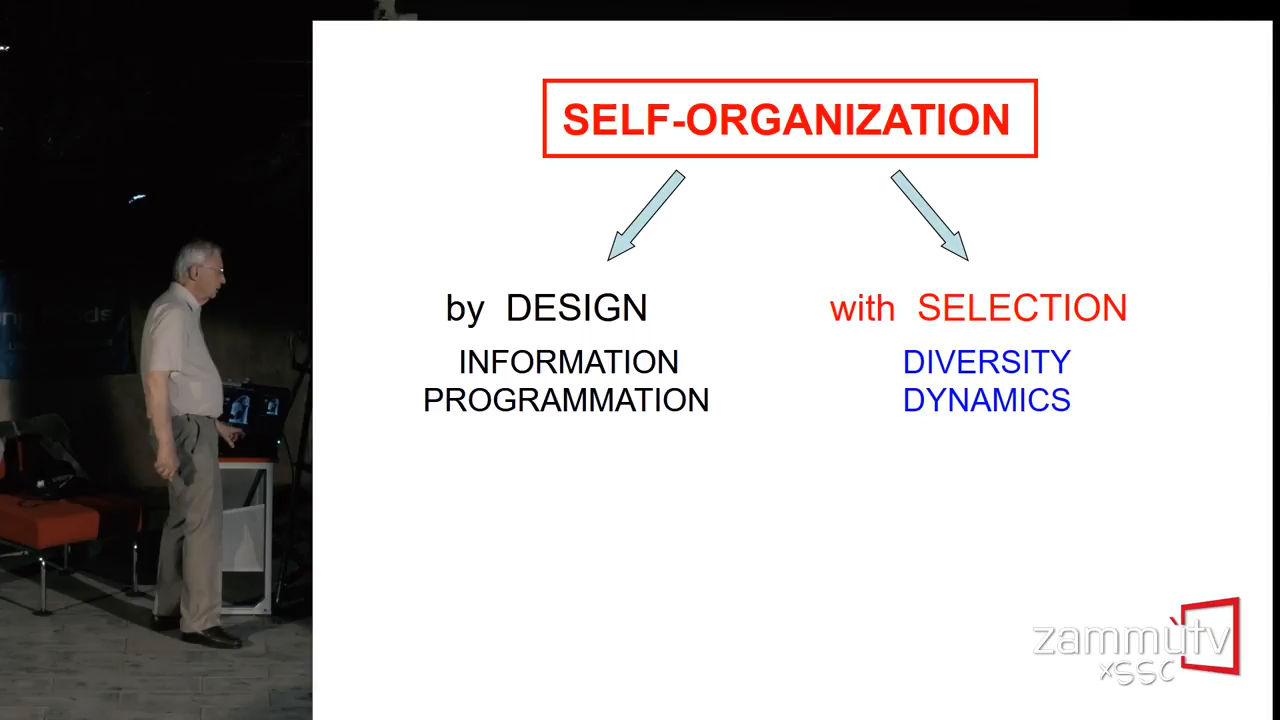 SELF-ORGANIZATION
by DESIGN
INFORMATION
PROGRAMMATION
with SELECTION
DIVERSITY
DYNAMICS
zammùtv
xSSC